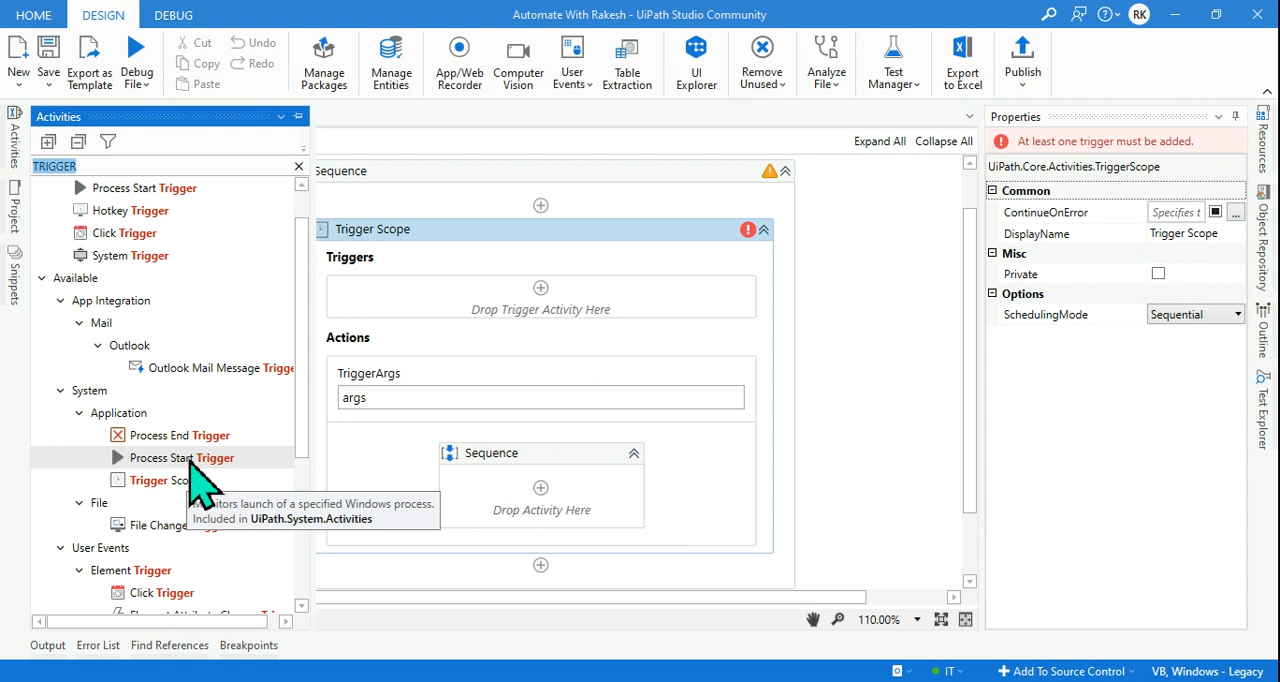 HOME DESIGN DEBUG Automate With Rakesh - UiPath Studio Community RK
New Save Export as Template Debug File Cut Copy Paste Undo Redo Manage Packages Manage Entities App/Web Recorder Computer Vision User Events Table Extraction UI Explorer Remove Unused Analyze File Test Manager Export to Excel Publish
Activities
Project
Snippets
Activities
TRIGGER
Process Start Trigger
Hotkey Trigger
Click Trigger
System Trigger
Available
App Integration
Mail
Outlook
Outlook Mail Message Trigge
System
Application
Process End Trigger
Process Start Trigger
Trigger Sco
File
File Change
User Events
Element Trigger
Click Trigger
itors launch of a specified Windows process.
Included in UiPath.System.Activities
Expand All Collapse All
Sequence
Trigger Scope
Triggers
Drop Trigger Activity Here
Actions
TriggerArgs
args
Sequence
Drop Activity Here
110.00%
Properties
At least one trigger must be added.
UiPath.Core.Activities.TriggerScope
Common
ContinueOnError Specifies t ...
DisplayName Trigger Scope
Misc
Private
Options
SchedulingMode Sequential
Resources
Object Repository
Outline
Test Explorer
Output Error List Find References Breakpoints
IT Add To Source Control VB, Windows - Legacy